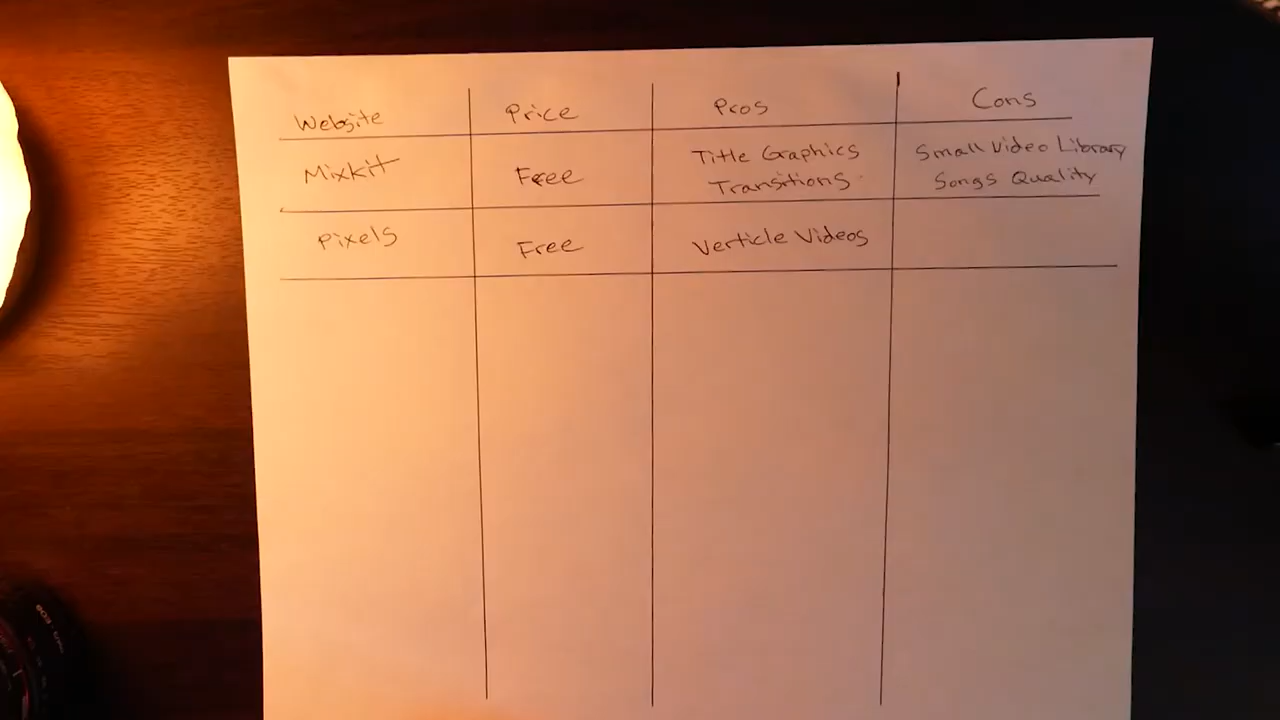 Website Price Pros Cons
Mixkit Free Title Graphics Small Video Library
Transitions Songs Quality
Pixels Free Verticle Videos